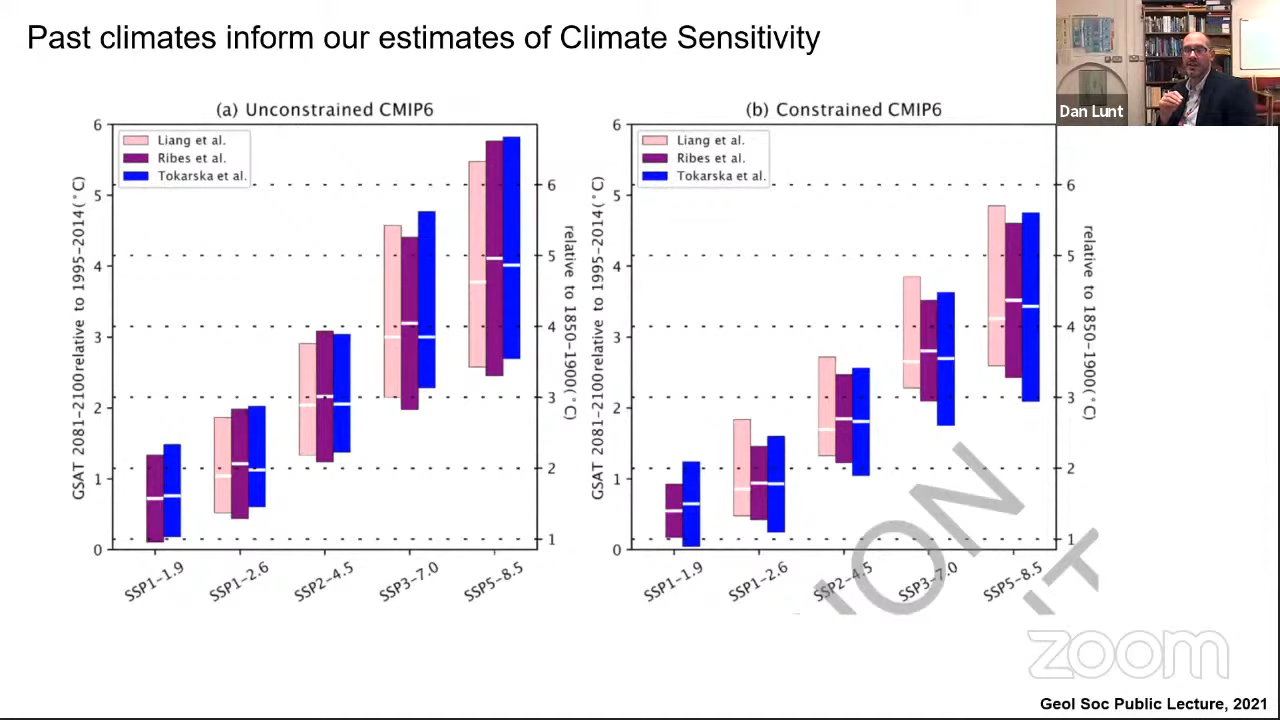 Past climates inform our estimates of Climate Sensitivity
Dan Lunt
(a) Unconstrained CMIP6
Liang et al.
Ribes et al.
Tokarska et al.
GSAT 2081-2100relative to 1995-2014(°C)
6
5
4
3
2
1
0
6
5
4
3
2
1
relative to 1850-1900(°C)
SSP1-1.9
SSP1-2.6
SSP2-4.5
SSP3-7.0
SSP5-8.5
(b) Constrained CMIP6
Liang et al.
Ribes et al.
Tokarska et al.
GSAT 2081-2100relative to 1995-2014(°C)
6
5
4
3
2
1
0
6
5
4
3
2
1
relative to 1850-1900(°C)
SSP1-1.9
SSP1-2.6
SSP2-4.5
SSP3-7.0
SSP5-8.5
ION
zoom
Geol Soc Public Lecture, 2021